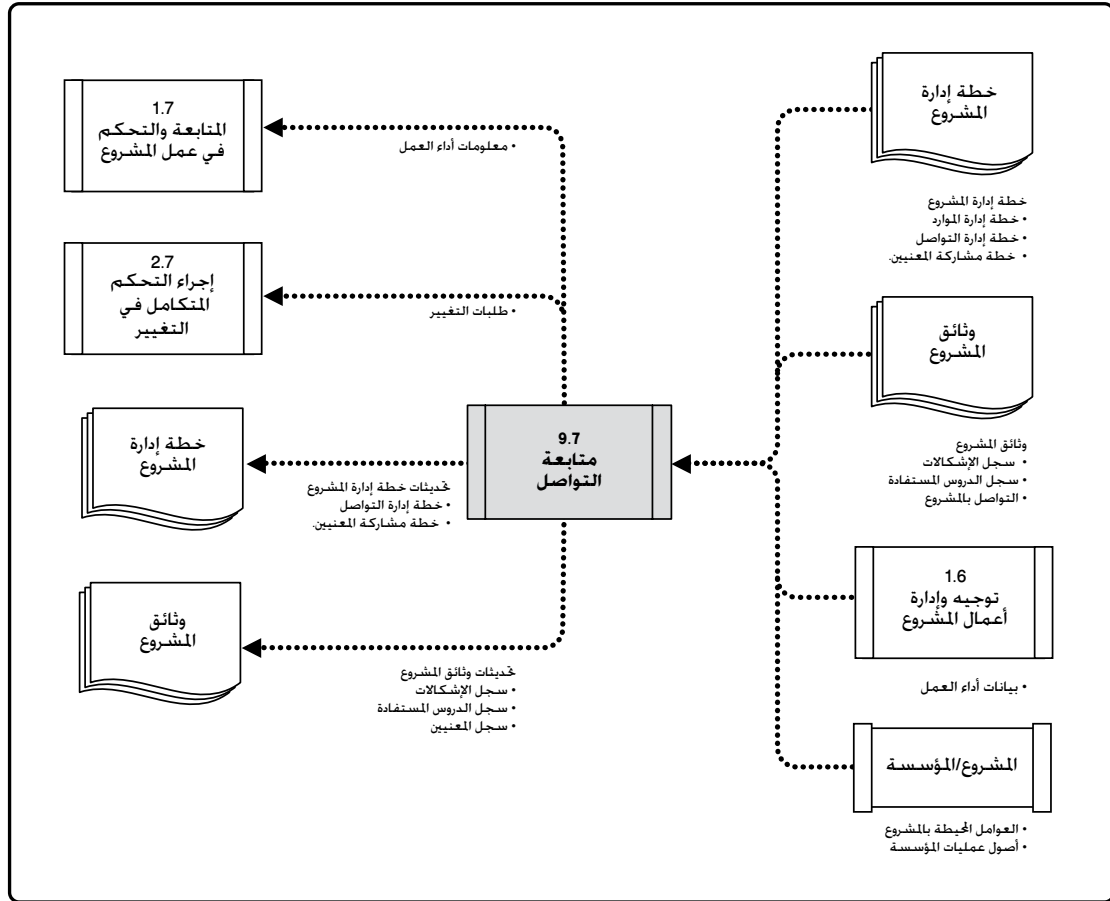 خطة إدارة
المشروع
خطة إدارة المشروع
• خطة إدارة الموارد
• خطة إدارة التواصل
• خطة مشاركة المعنيين.
وثائق
المشروع
وثائق المشروع
• سجل الإشكالات
• سجل الدروس المستفادة
• التواصل بالمشروع
1.6
توجيه وإدارة
أعمال المشروع
• بيانات أداء العمل
المشروع/المؤسسة
• العوامل المحيطة بالمشروع
• أصول عمليات المؤسسة
9.7
متابعة
التواصل
1.7
المتابعة والتحكم
في عمل المشروع
• معلومات أداء العمل
2.7
إجراء التحكم
المتكامل في
التغيير
• طلبات التغيير
خطة إدارة
المشروع
تحديثات خطة إدارة المشروع
• خطة إدارة التواصل
• خطة مشاركة المعنيين.
وثائق
المشروع
تحديثات وثائق المشروع
• سجل الإشكالات
• سجل الدروس المستفادة
• سجل المعنيين